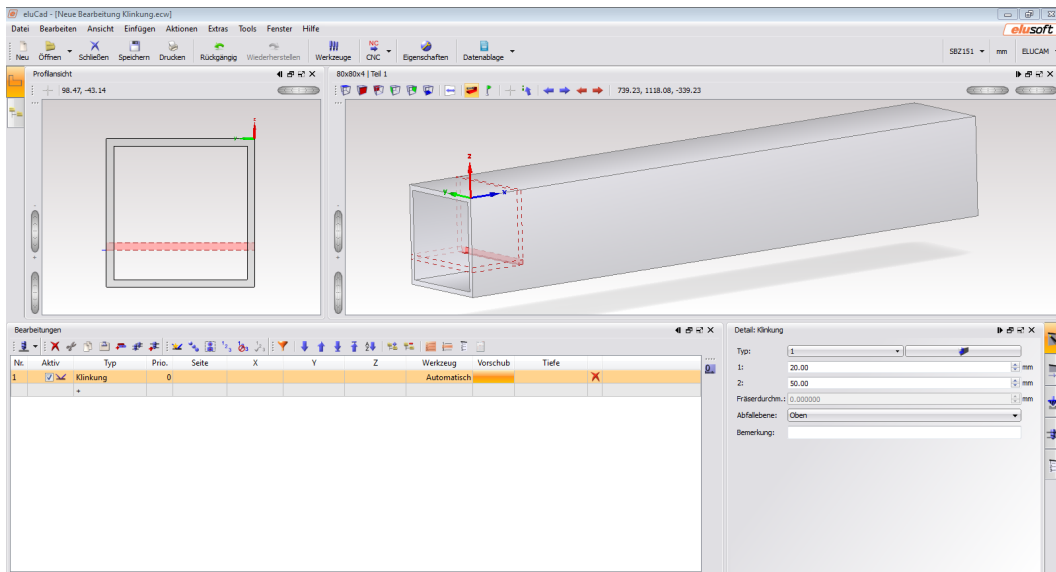 eluCad - [Neue Bearbeitung Klinkung.ecw]
Datei Bearbeiten Ansicht Einfügen Aktionen Extras Tools Fenster Hilfe
elusoft
Neu Öffnen Schließen Speichern Drucken Rückgängig Wiederherstellen Werkzeuge CNC Eigenschaften Datenablage
NC
SBZ151 mm ELUCAM
Profilansicht
98.47, -43.14
80x80x4 | Teil 1
739.23, 1118.08, -339.23
z
y
z
y x
Bearbeitungen
Nr. Aktiv Typ Prio. Seite X Y Z Werkzeug Vorschub Tiefe
1 Klinkung 0 Automatisch
+
Detail: Klinkung
Typ: 1
1: 20.00 mm
2: 50.00 mm
Fräserdurchm.: 0.000000 mm
Abfallebene: Oben
Bemerkung: